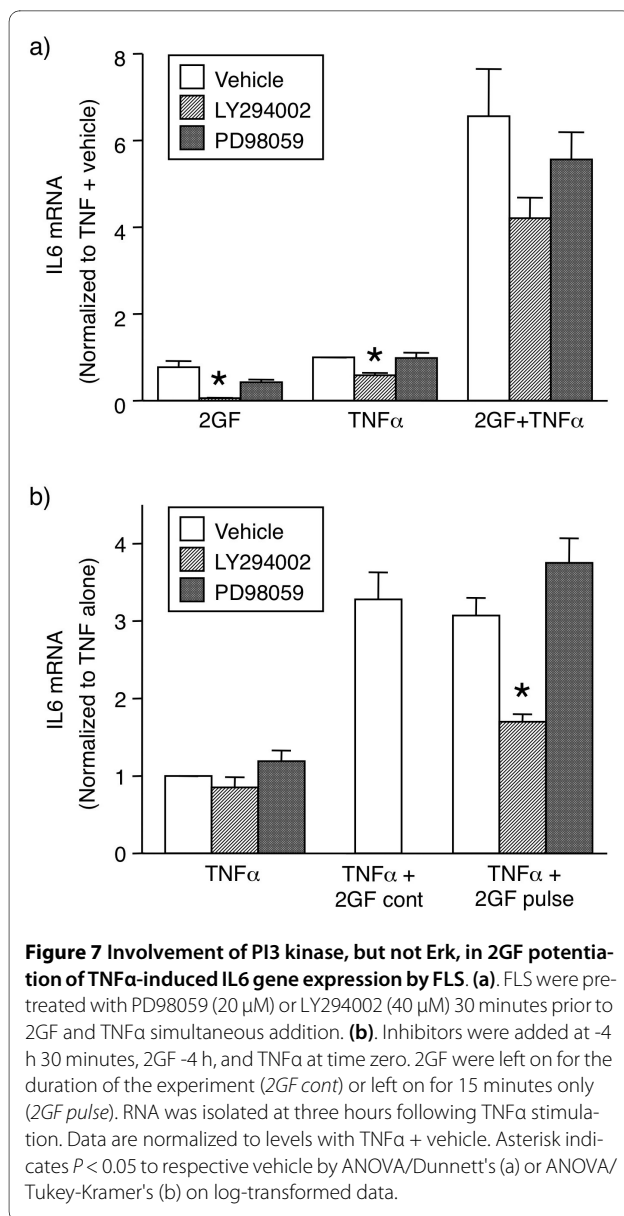 a)
8
6
4
2
0
IL6 mRNA
(Normalized to TNF + vehicle)
Vehicle
LY294002
PD98059
*
*
2GF
TNFα
2GF+TNFα
b)
4
3
2
1
0
IL6 mRNA
(Normalized to TNF alone)
Vehicle
LY294002
PD98059
*
TNFα
TNFα +
2GF cont
TNFα +
2GF pulse
Figure 7 Involvement of PI3 kinase, but not Erk, in 2GF potentia-
tion of TNFα-induced IL6 gene expression by FLS. (a). FLS were pre-
treated with PD98059 (20 μM) or LY294002 (40 μM) 30 minutes prior to
2GF and TNFα simultaneous addition. (b). Inhibitors were added at -4
h 30 minutes, 2GF -4 h, and TNFα at time zero. 2GF were left on for the
duration of the experiment (2GF cont) or left on for 15 minutes only
(2GF pulse). RNA was isolated at three hours following TNFα stimula-
tion. Data are normalized to levels with TNFα + vehicle. Asterisk indi-
cates P < 0.05 to respective vehicle by ANOVA/Dunnett's (a) or ANOVA/
Tukey-Kramer's (b) on log-transformed data.